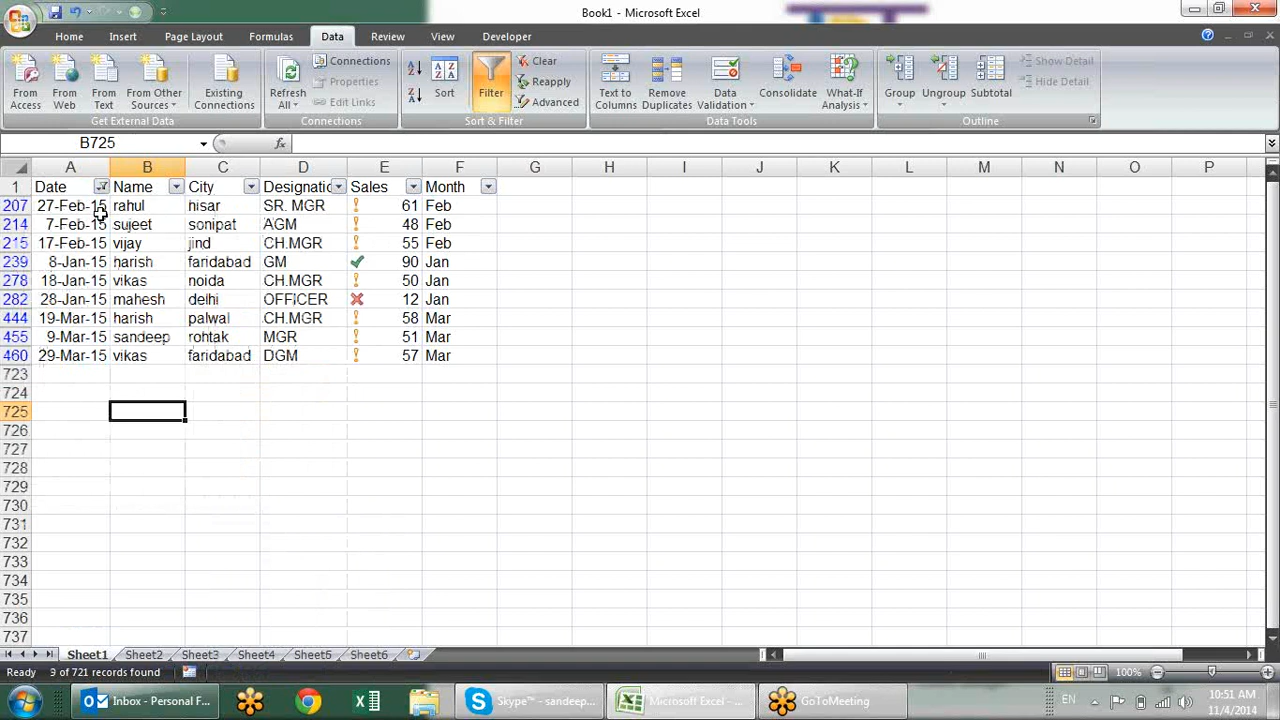 Book1 - Microsoft Excel
Home Insert Page Layout Formulas Data Review View Developer
From Access
From Web
From Text
From Other Sources
Existing Connections
Get External Data
Refresh All
Connections
Properties
Edit Links
Connections
Sort
Filter
Clear
Reapply
Advanced
Sort & Filter
Text to Columns
Remove Duplicates
Data Validation
Consolidate
What-If Analysis
Data Tools
Group
Ungroup
Subtotal
Show Detail
Hide Detail
Outline
B725 fx
A B C D E F G H I J K L M N O P
1 Date Name City Designatio Sales Month
207 27-Feb-15 rahul hisar SR. MGR 61 Feb
214 7-Feb-15 sujeet sonipat AGM 48 Feb
215 17-Feb-15 vijay jind CH.MGR 55 Feb
239 8-Jan-15 harish faridabad GM 90 Jan
278 18-Jan-15 vikas noida CH.MGR 50 Jan
282 28-Jan-15 mahesh delhi OFFICER 12 Jan
444 19-Mar-15 harish palwal CH.MGR 58 Mar
455 9-Mar-15 sandeep rohtak MGR 51 Mar
460 29-Mar-15 vikas faridabad DGM 57 Mar
723
724
725
726
727
728
729
730
731
732
733
734
735
736
737
Sheet1 Sheet2 Sheet3 Sheet4 Sheet5 Sheet6
Ready 9 of 721 records found 100%
Inbox - Personal F... Skype™ - sandeep... Microsoft Excel - ... GoToMeeting EN 10:51 AM
11/4/2014